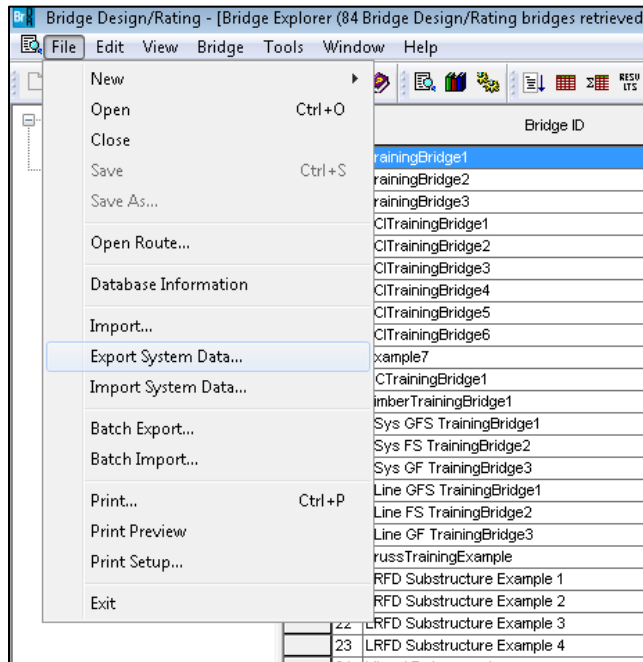 Br Bridge Design/Rating - [Bridge Explorer (84 Bridge Design/Rating bridges retrieved
File Edit View Bridge Tools Window Help
RESU LTS
New
Open Ctrl+O
Close
Save Ctrl+S
Save As...
Open Route...
Database Information
Import...
Export System Data...
Import System Data...
Batch Export...
Batch Import...
Print... Ctrl+P
Print Preview
Print Setup...
Exit
Bridge ID
rainingBridge1
rainingBridge2
rainingBridge3
CITrainingBridge1
CITrainingBridge2
CITrainingBridge3
CITrainingBridge4
CITrainingBridge5
CITrainingBridge6
xample7
CTrainingBridge1
imberTrainingBridge1
Sys GFS TrainingBridge1
Sys FS TrainingBridge2
Sys GF TrainingBridge3
Line GFS TrainingBridge1
Line FS TrainingBridge2
Line GF TrainingBridge3
russTrainingExample
RFD Substructure Example 1
RFD Substructure Example 2
22 LRFD Substructure Example 3
23 LRFD Substructure Example 4